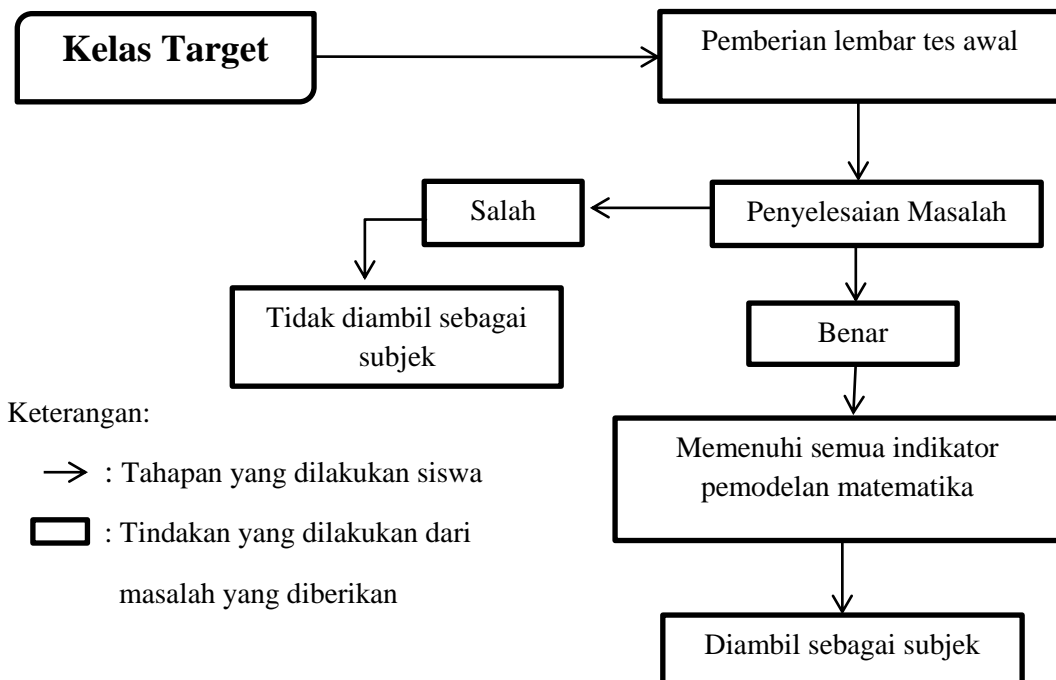 Kelas Target
Pemberian lembar tes awal
Salah
Penyelesaian Masalah
Tidak diambil sebagai
subjek
Benar
Keterangan:
: Tahapan yang dilakukan siswa
: Tindakan yang dilakukan dari
masalah yang diberikan
Memenuhi semua indikator
pemodelan matematika
Diambil sebagai subjek